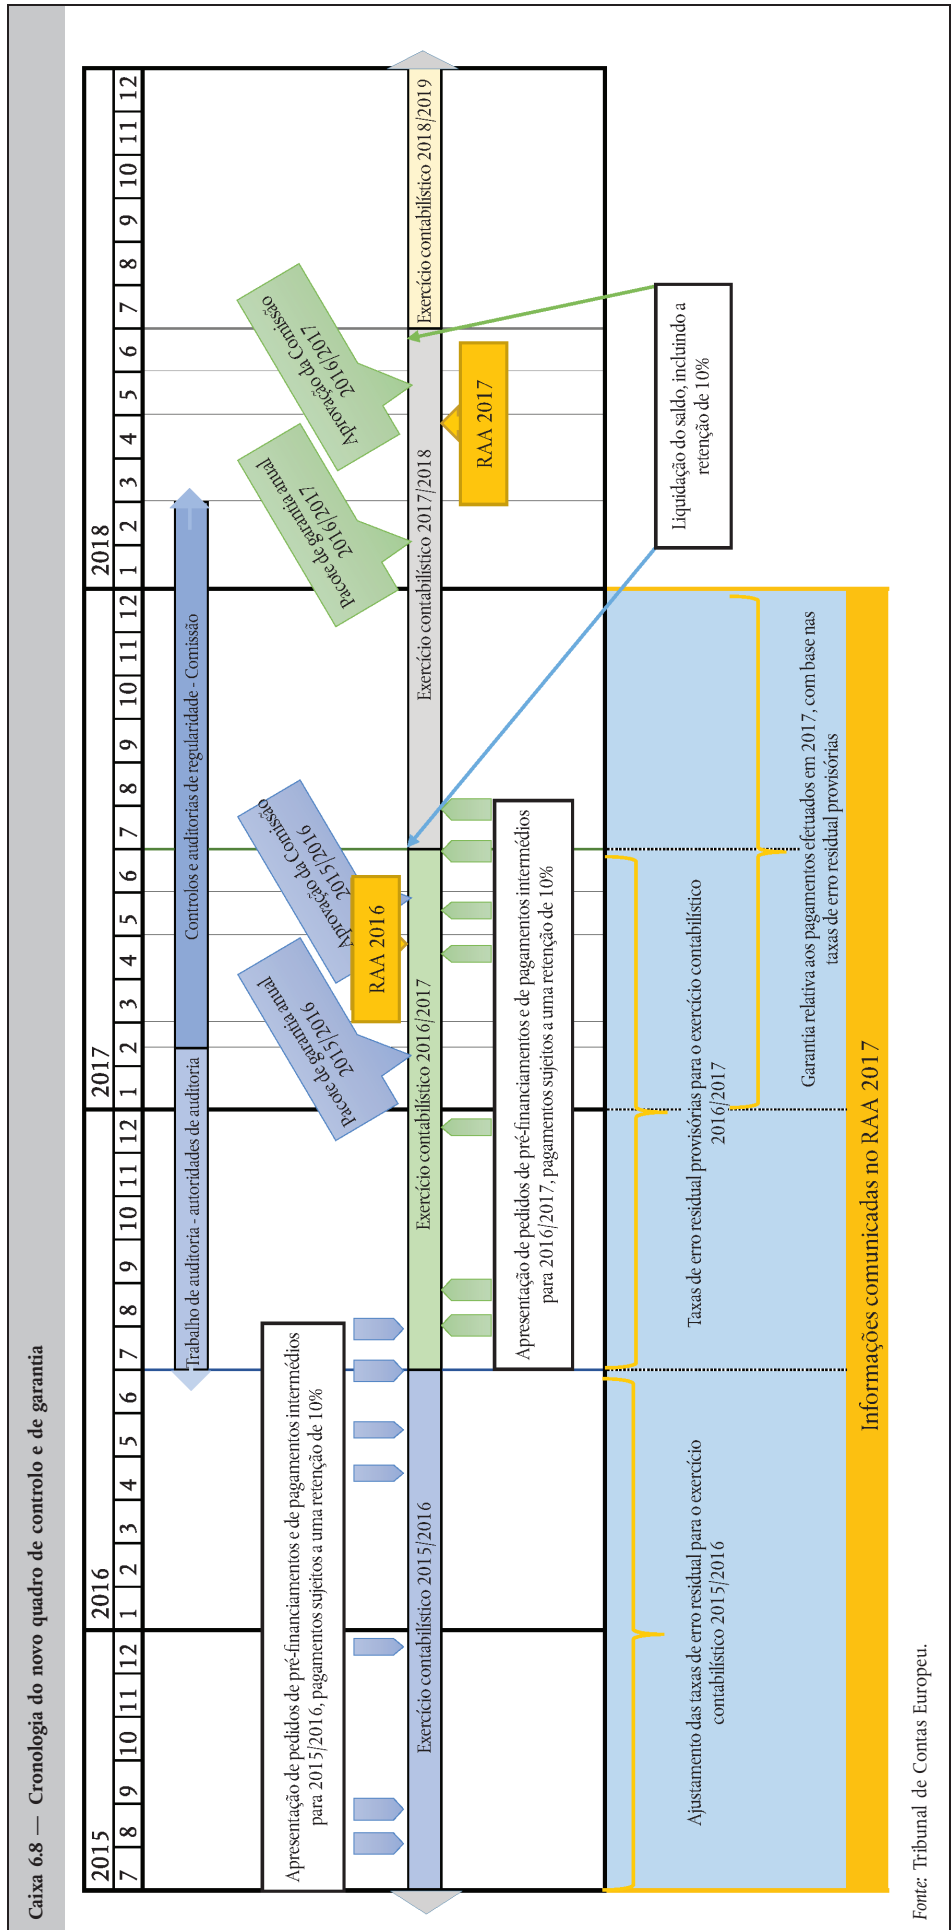 Caixa 6.8 — Cronologia do novo quadro de controlo e de garantia
2015 2016 2017 2018
7 8 9 10 11 12 1 2 3 4 5 6 7 8 9 10 11 12 1 2 3 4 5 6 7 8 9 10 11 12 1 2 3 4 5 6 7 8 9 10 11 12
Trabalho de auditoria - autoridades de auditoria
Controlos e auditorias de regularidade - Comissão
Pacote de garantia anual
2015/2016
Aprovação da Comissão
2015/2016
Pacote de garantia anual
2016/2017
Aprovação da Comissão
2016/2017
Apresentação de pedidos de pré-financiamentos e de pagamentos intermédios
para 2015/2016, pagamentos sujeitos a uma retenção de 10%
RAA 2016
Exercício contabilístico 2015/2016
Exercício contabilístico 2016/2017
Exercício contabilístico 2017/2018
Exercício contabilístico 2018/2019
RAA 2017
Apresentação de pedidos de pré-financiamentos e de pagamentos intermédios
para 2016/2017, pagamentos sujeitos a uma retenção de 10%
Liquidação do saldo, incluindo a
retenção de 10%
Ajustamento das taxas de erro residual para o exercício
contabilístico 2015/2016
Taxas de erro residual provisórias para o exercício contabilístico
2016/2017
Garantia relativa aos pagamentos efetuados em 2017, com base nas
taxas de erro residual provisórias
Informações comunicadas no RAA 2017
Fonte: Tribunal de Contas Europeu.